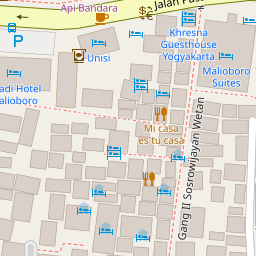 Api Bandara
Jalan Pas
Khresna
Guesthouse
Yogyakarta
P
Unisi
Malioboro
Suites
adi Hotel
alioboro
Mi casa
es tu casa
Gang II Sosrowijayan Wetan